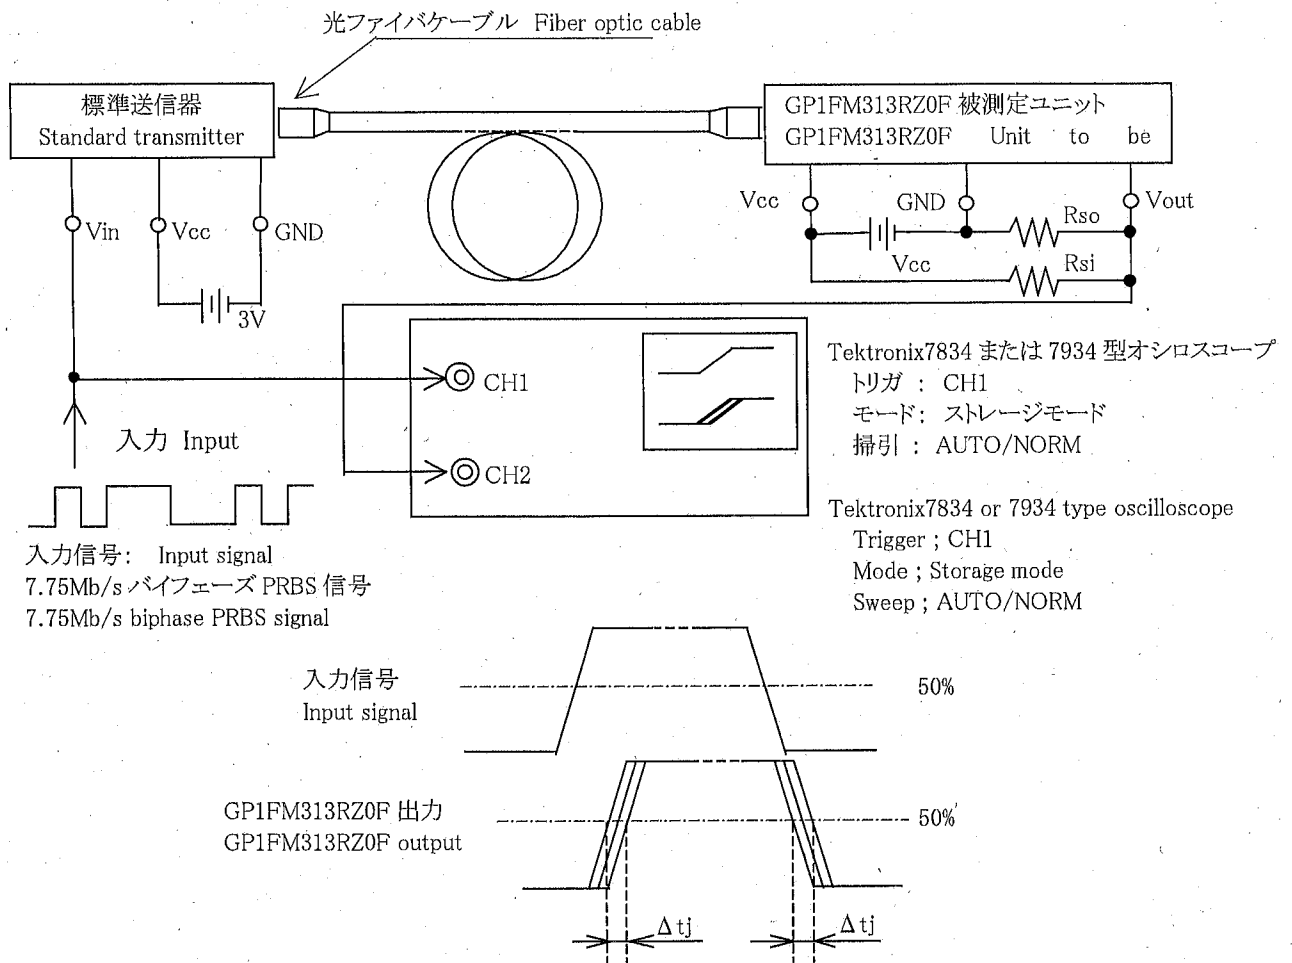 光ファイバケーブル Fiber optic cable
標準送信器
Standard transmitter
GP1FM313RZ0F 被測定ユニット
GP1FM313RZ0F Unit to be
Vin
Vcc
GND
3V
Vcc
GND
Vout
Rso
Vcc
Rsi
CH1
CH2
Tektronix7834 または 7934 型オシロスコープ
トリガ : CH1
モード: ストレージモード
掃引 : AUTO/NORM
入力 Input
Tektronix7834 or 7934 type oscilloscope
Trigger ; CH1
Mode ; Storage mode
Sweep ; AUTO/NORM
入力信号: Input signal
7.75Mb/s バイフェーズ PRBS 信号
7.75Mb/s biphase PRBS signal
入力信号
Input signal
50%
GP1FM313RZ0F 出力
GP1FM313RZ0F output
50%
Δtj
Δtj